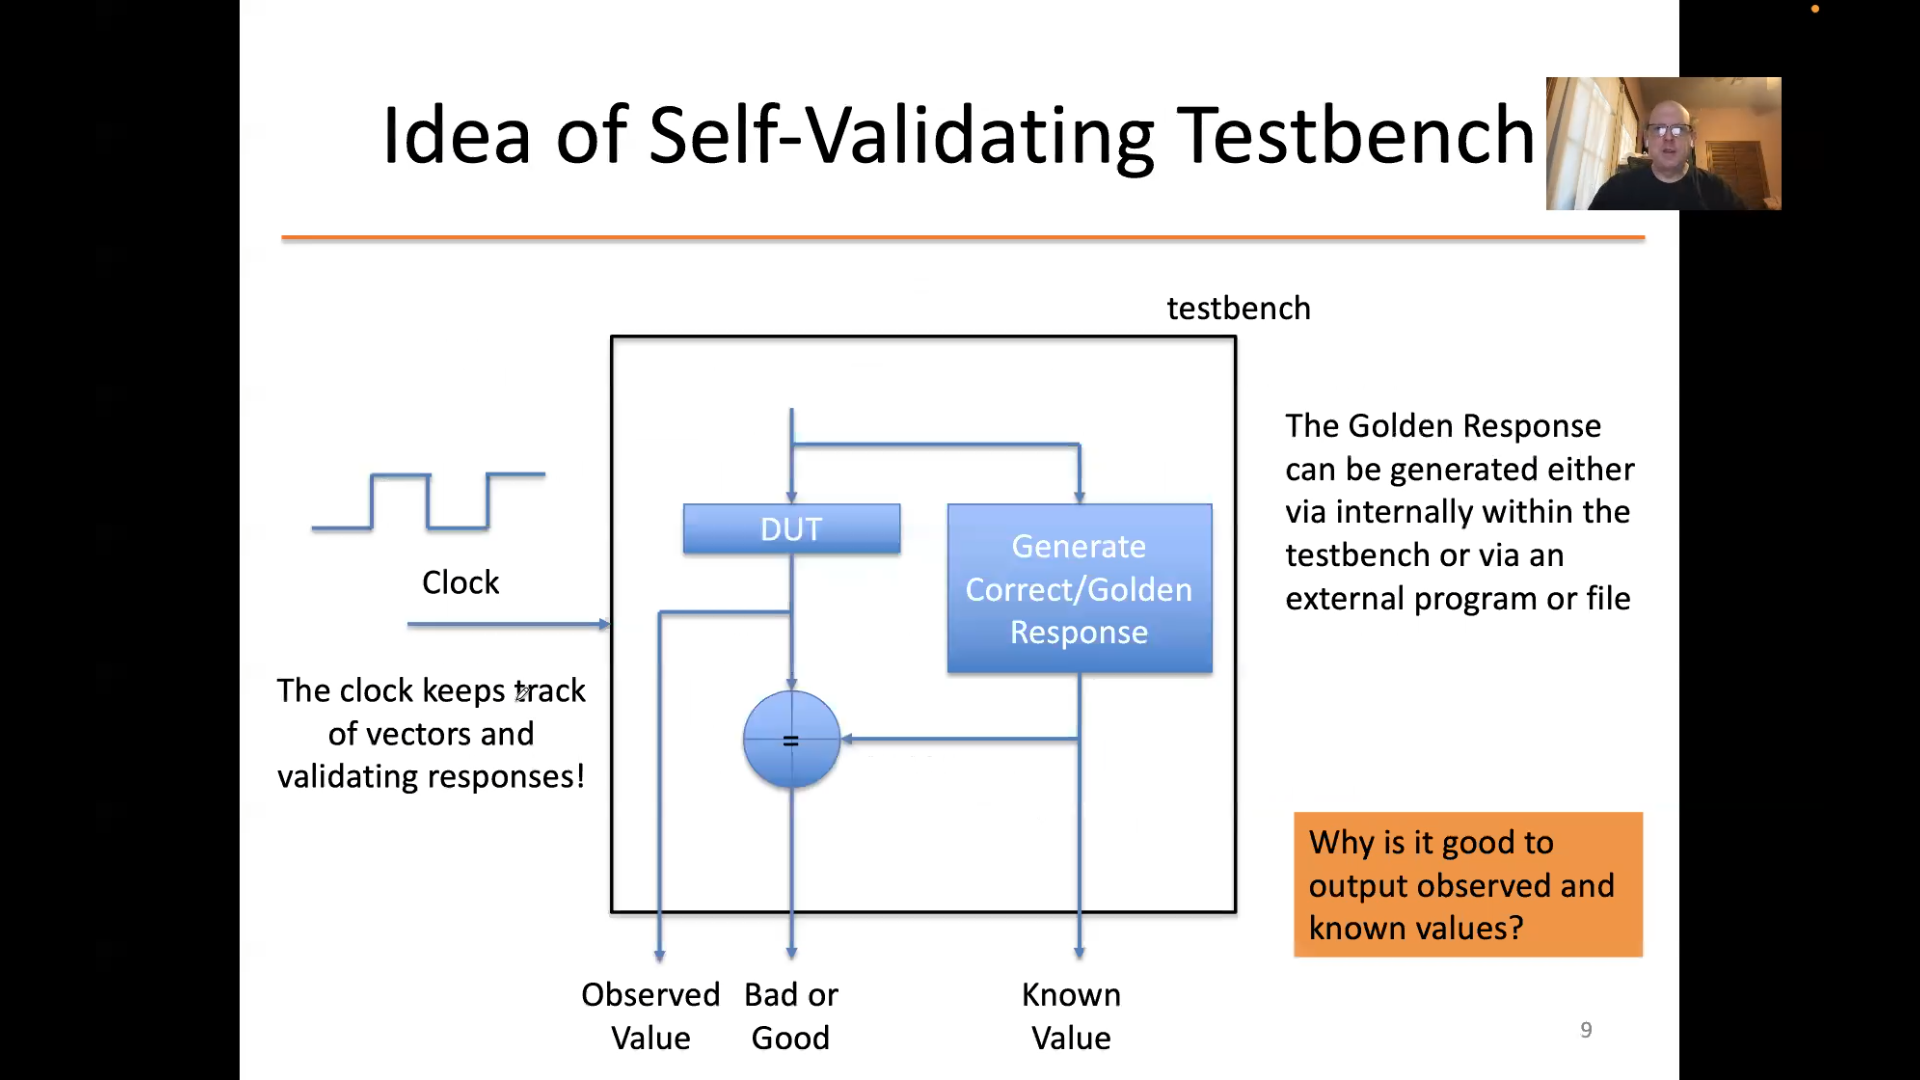 Idea of Self-Validating Testbench
testbench
The Golden Response
can be generated either
via internally within the
testbench or via an
external program or file
DUT
Generate
Correct/Golden
Response
Clock
The clock keeps track
of vectors and
validating responses!
=
Why is it good to
output observed and
known values?
Observed
Value
Bad or
Good
Known
Value
9